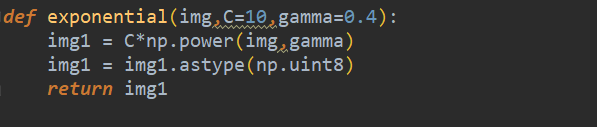 def exponential(img,C=10,gamma=0.4):
    img1 = C*np.power(img,gamma)
    img1 = img1.astype(np.uint8)
    return img1